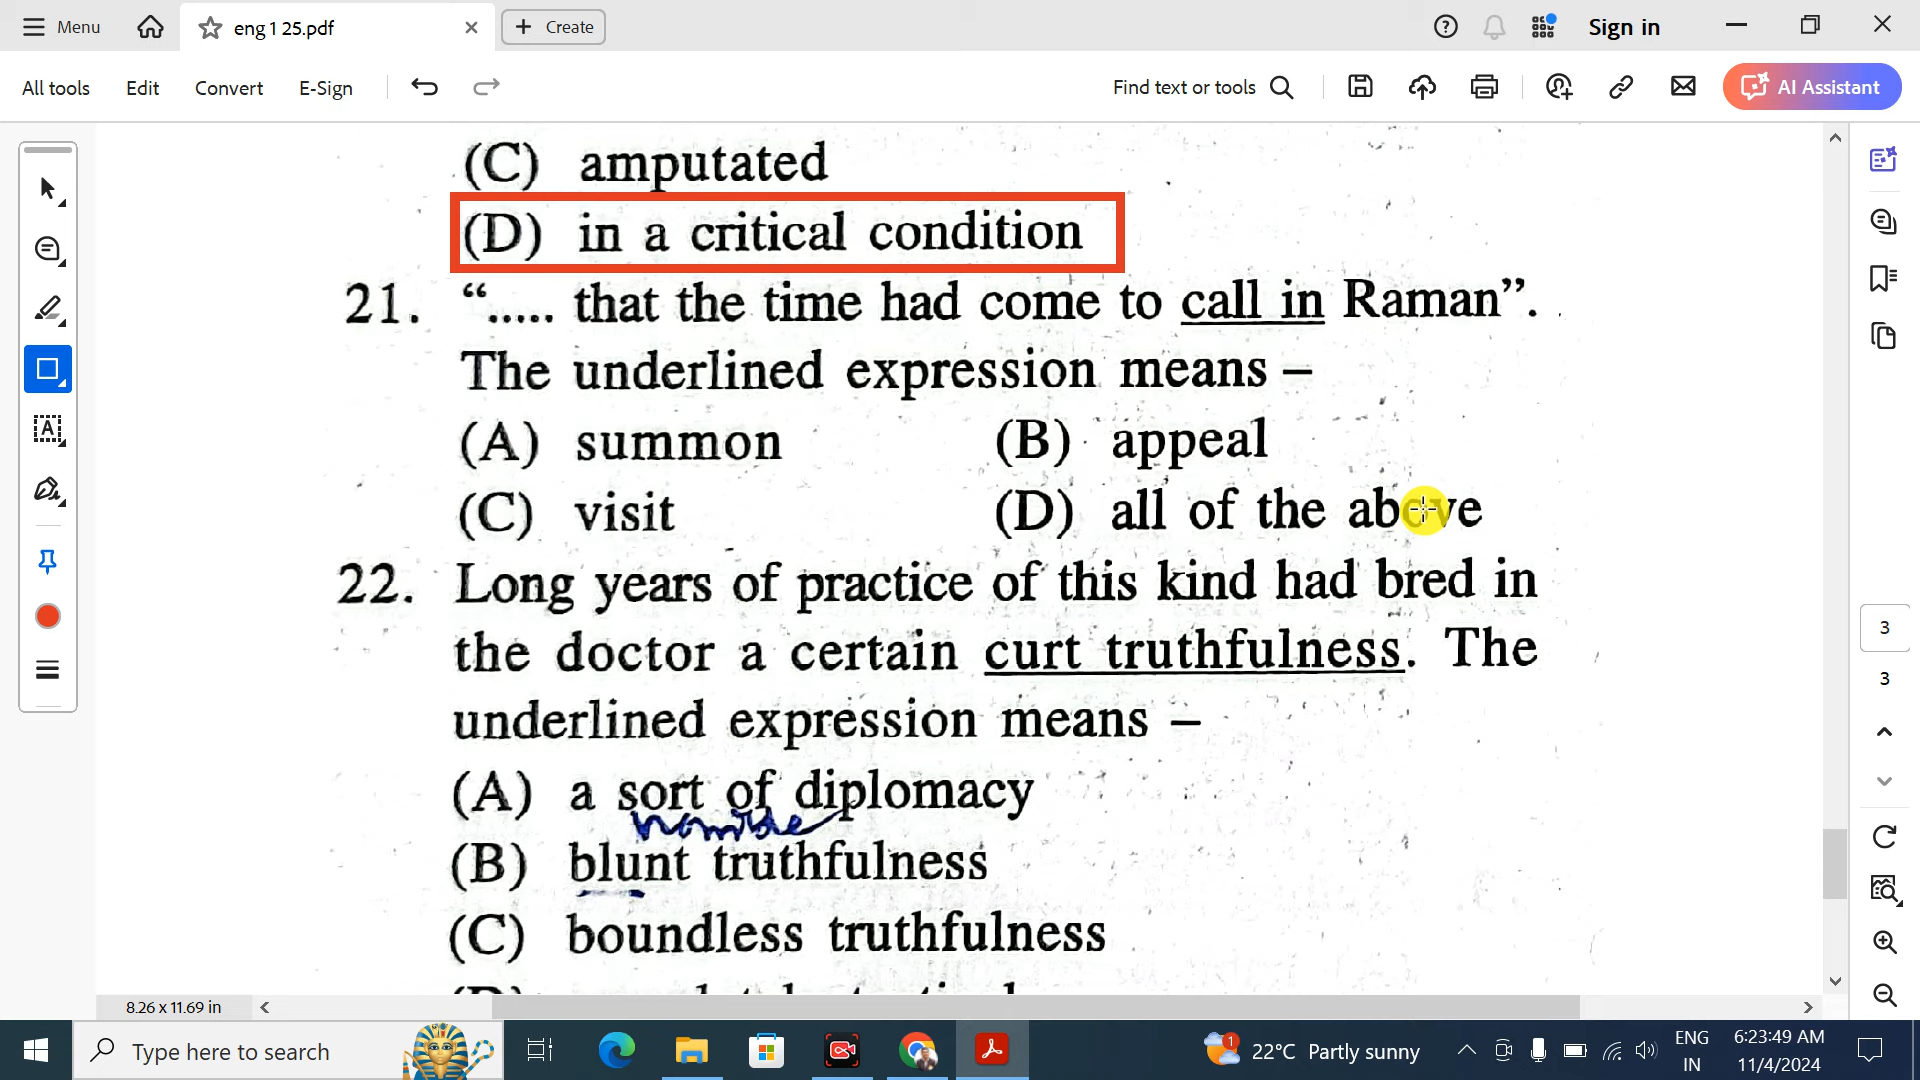 Menu
eng 1 25.pdf
Create
Sign in
All tools Edit Convert E-Sign
Find text or tools
AI Assistant
(C) amputated
(D) in a critical condition
21. “..... that the time had come to call in Raman”.
The underlined expression means –
(A) summon (B) appeal
(C) visit (D) all of the above
22. Long years of practice of this kind had bred in
the doctor a certain curt truthfulness. The
underlined expression means –
(A) a sort of diplomacy
(B) blunt truthfulness
(C) boundless truthfulness
3
3
8.26 x 11.69 in
Type here to search
1
22°C Partly sunny
ENG
IN
6:23:49 AM
11/4/2024